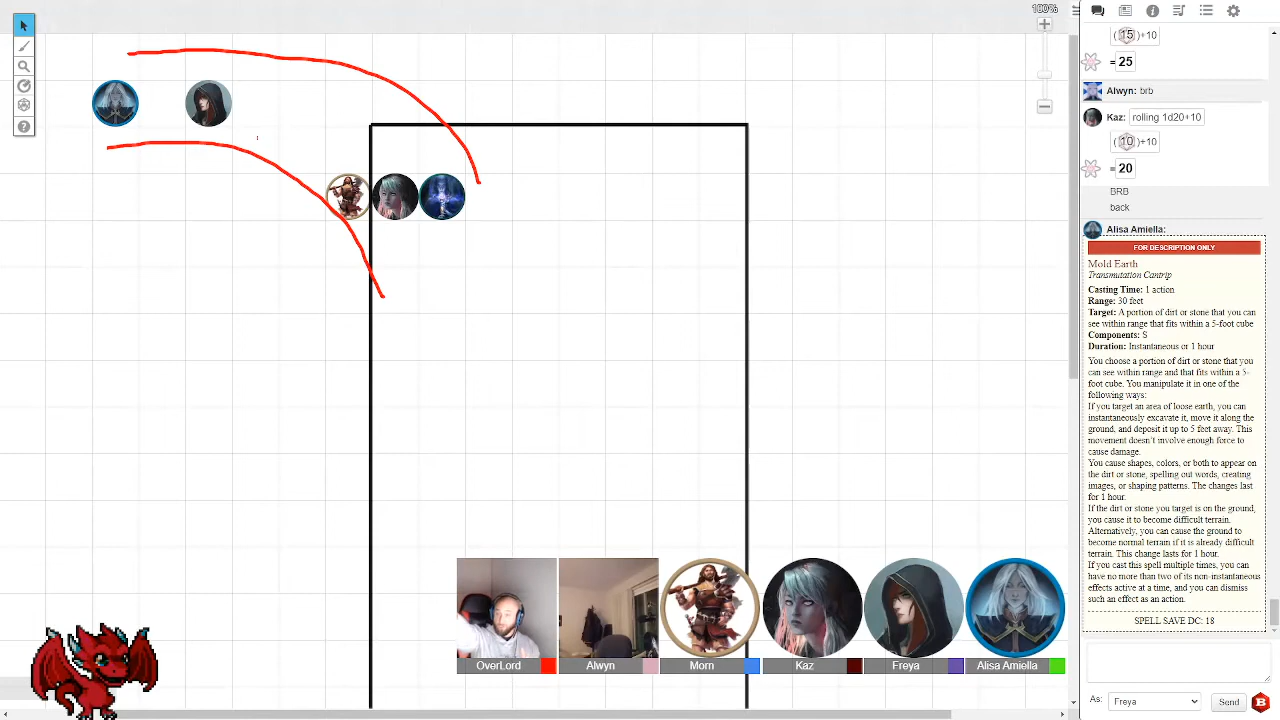 100%
(15)+10
=25
Alwyn: brb
Kaz: rolling 1d20+10
(10)+10
=20
BRB
back
Alisa Amiella:
FOR DESCRIPTION ONLY
Mold Earth
Transmutation Cantrip
Casting Time: 1 action
Range: 30 feet
Target: A portion of dirt or stone that you can
see within range that fits within a 5-foot cube
Components: S
Duration: Instantaneous or 1 hour
You choose a portion of dirt or stone that you
can see within range and that fits within a 5-
foot cube. You manipulate it in one of the
following ways:
If you target an area of loose earth, you can
instantaneously excavate it, move it along the
ground, and deposit it up to 5 feet away. This
movement doesn't involve enough force to
cause damage.
You cause shapes, colors, or both to appear on
the dirt or stone, spelling out words, creating
images, or shaping patterns. The changes last
for 1 hour.
If the dirt or stone you target is on the ground,
you cause it to become difficult terrain.
Alternatively, you can cause the ground to
become normal terrain if it is already difficult
terrain. This change lasts for 1 hour.
If you cast this spell multiple times, you can
have no more than two of its non-instantaneous
effects active at a time, and you can dismiss
such an effect as an action.
SPELL SAVE DC: 18
OverLord
Alwyn
Morn
Kaz
Freya
Alisa Amiella
As: Freya
Send